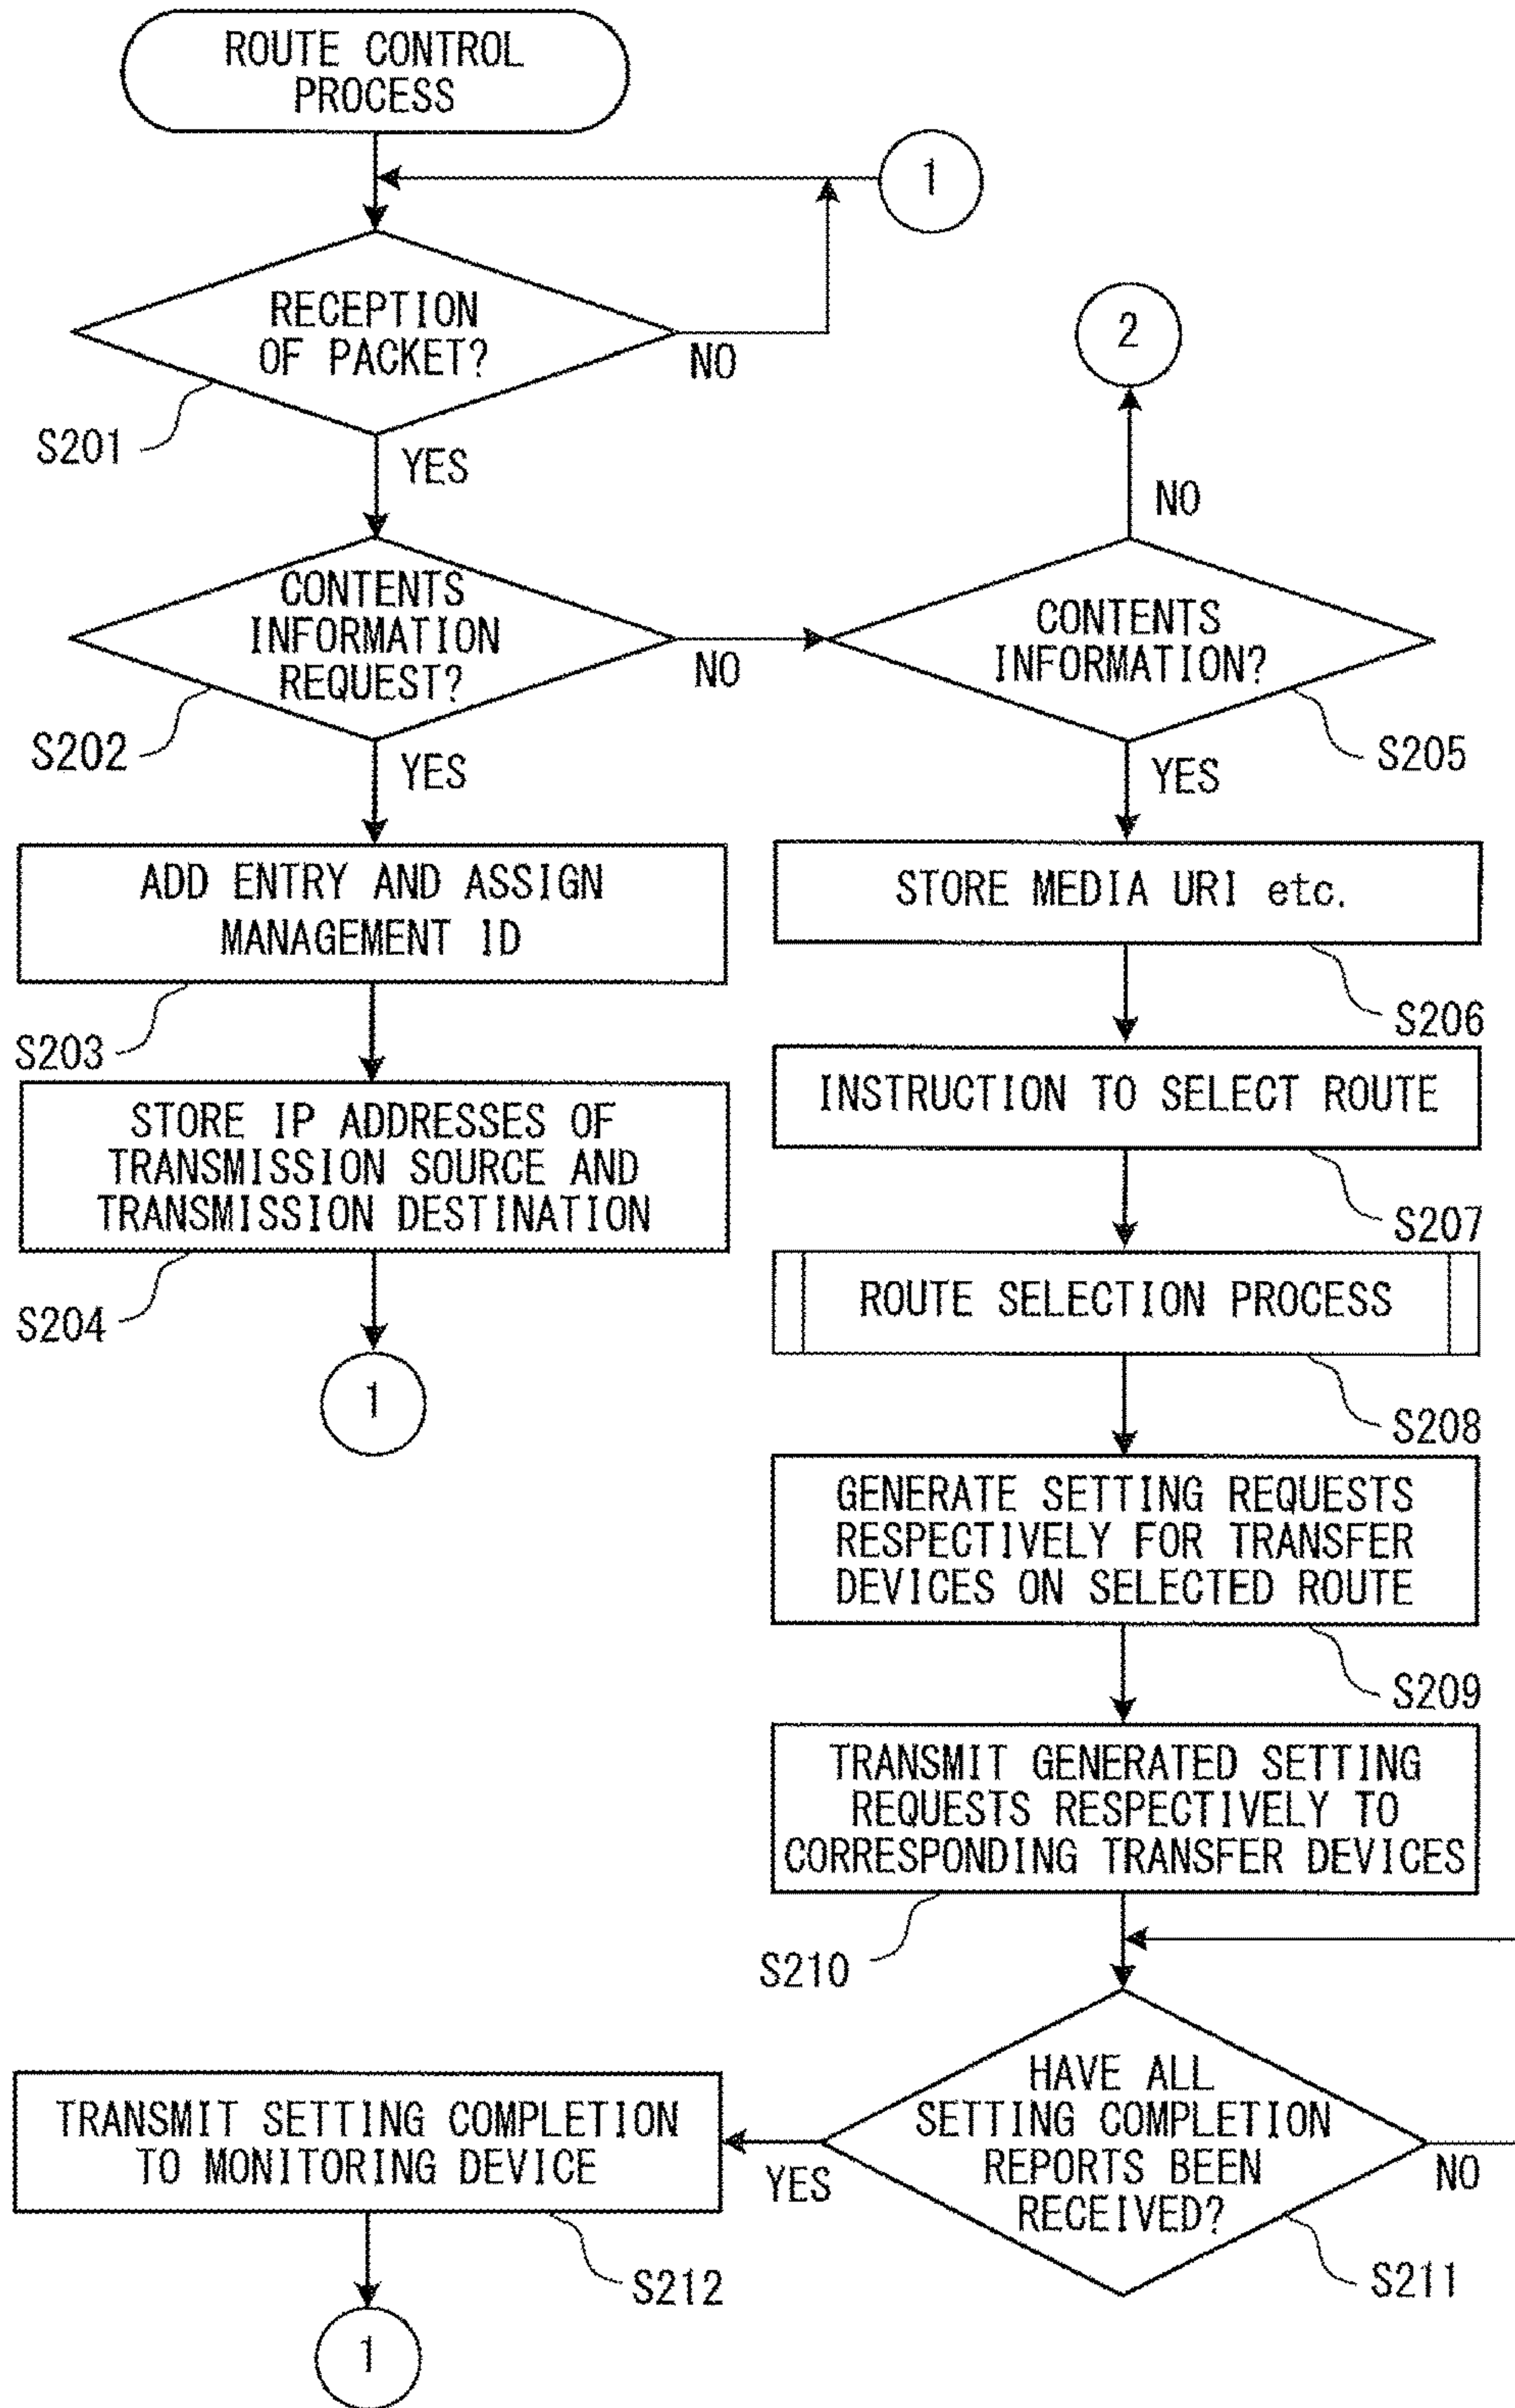 ROUTE CONTROL
PROCESS
1
RECEPTION
OF PACKET?
NO
S201
YES
2
NO
CONTENTS
INFORMATION
REQUEST?
NO
S202
YES
CONTENTS
INFORMATION?
S205
YES
ADD ENTRY AND ASSIGN
MANAGEMENT ID
S203
STORE IP ADDRESSES OF
TRANSMISSION SOURCE AND
TRANSMISSION DESTINATION
S204
1
STORE MEDIA URI etc.
S206
INSTRUCTION TO SELECT ROUTE
S207
ROUTE SELECTION PROCESS
S208
GENERATE SETTING REQUESTS
RESPECTIVELY FOR TRANSFER
DEVICES ON SELECTED ROUTE
S209
TRANSMIT GENERATED SETTING
REQUESTS RESPECTIVELY TO
CORRESPONDING TRANSFER DEVICES
S210
HAVE ALL
SETTING COMPLETION
REPORTS BEEN
RECEIVED?
NO
YES
S211
TRANSMIT SETTING COMPLETION
TO MONITORING DEVICE
S212
1